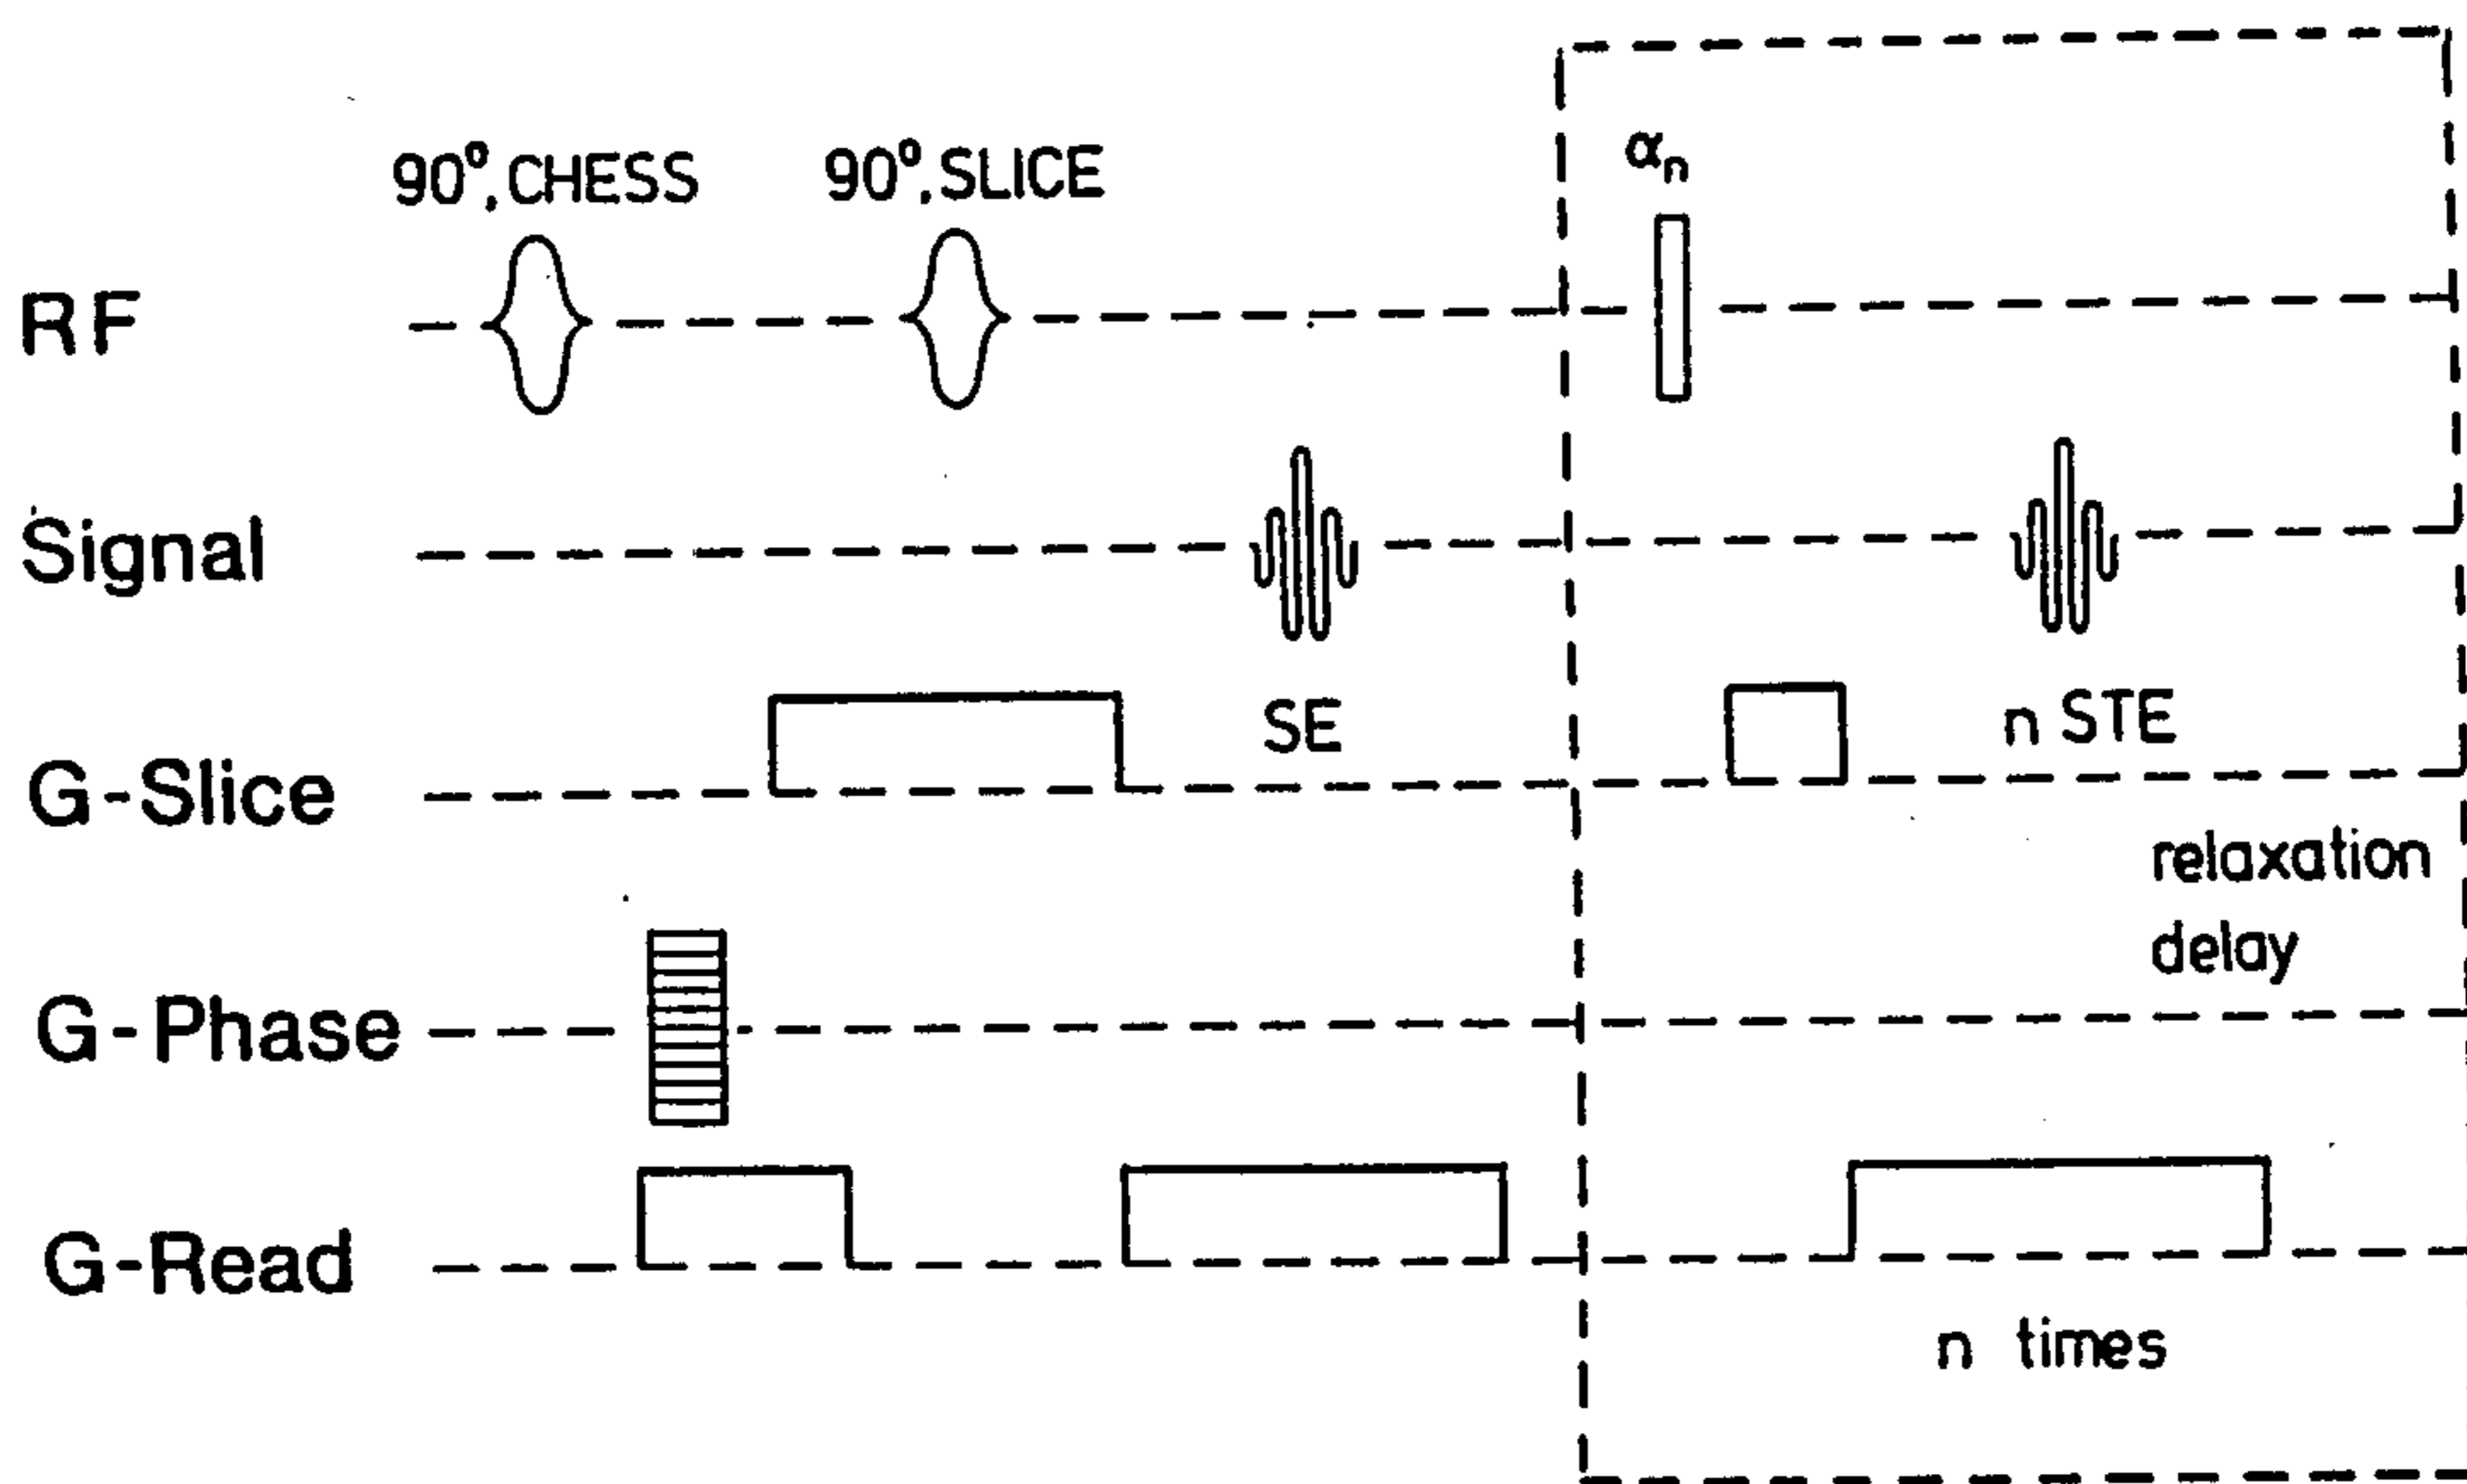 90°, CHESS
90°, SLICE
αn
RF
Signal
SE
n STE
G-Slice
relaxation
delay
G-Phase
G-Read
n times